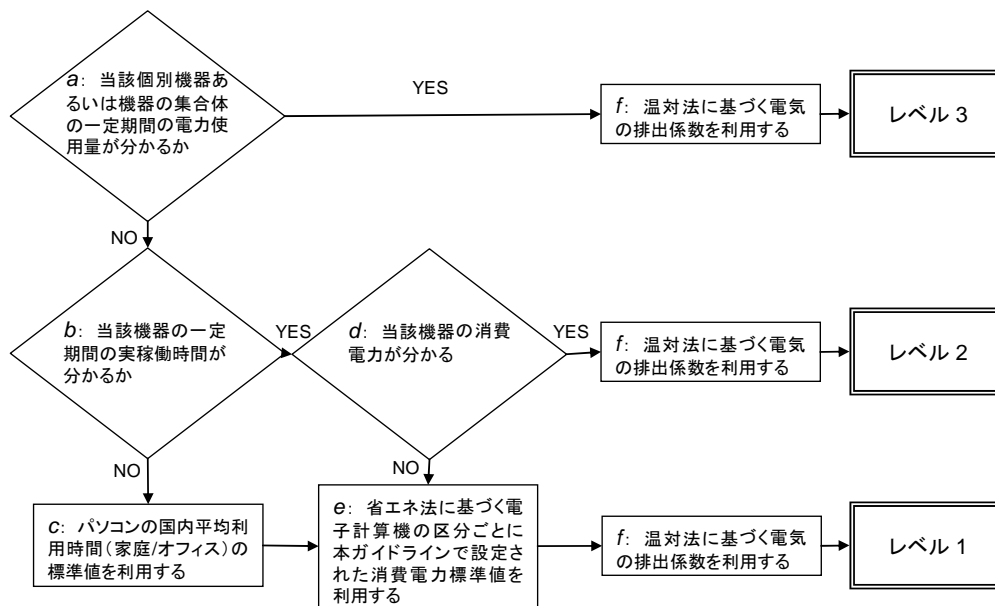 a: 当該個別機器あ
るいは機器の集合体
の一定期間の電力使
用量が分かるか
YES
f: 温対法に基づく電気
の排出係数を利用する
レベル 3
NO
b: 当該機器の一定
期間の実稼働時間が
分かるか
YES
d: 当該機器の消費
電力が分かる
YES
f: 温対法に基づく電気
の排出係数を利用する
レベル 2
NO
NO
c: パソコンの国内平均利
用時間(家庭/オフィス)の
標準値を利用する
e: 省エネ法に基づく電
子計算機の区分ごとに
本ガイドラインで設定され
た消費電力標準値を
利用する
f: 温対法に基づく電気
の排出係数を利用する
レベル 1